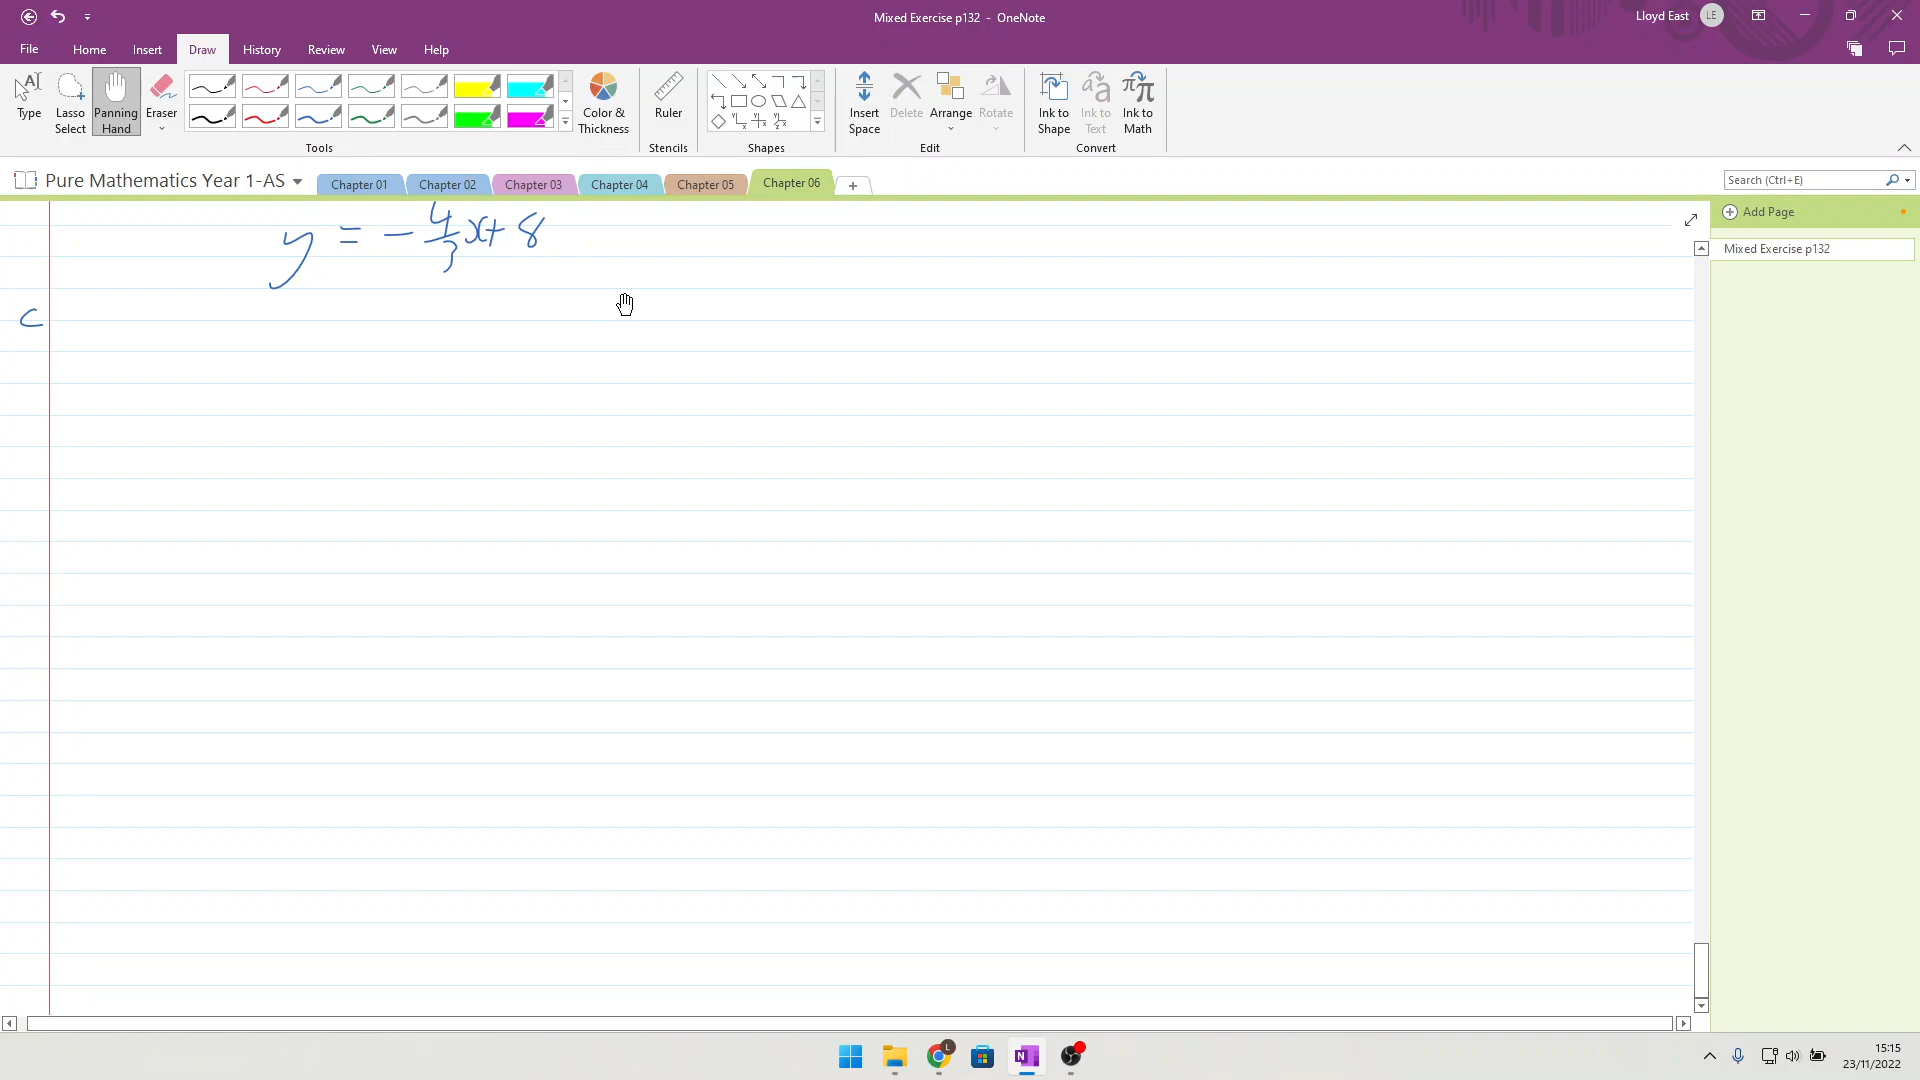 Mixed Exercise p132 - OneNote
Lloyd East
LE
File
Home
Insert
Draw
History
Review
View
Help
Type
Lasso Select
Panning Hand
Eraser
Color & Thickness
Ruler
Insert Space
Delete
Arrange
Rotate
Ink to Shape
Ink to Text
Ink to Math
Tools
Stencils
Shapes
Edit
Convert
Pure Mathematics Year 1-AS
Chapter 01
Chapter 02
Chapter 03
Chapter 04
Chapter 05
Chapter 06
Search (Ctrl+E)
Add Page
Mixed Exercise p132
y = - 4/3 x + 8
c
15:15
23/11/2022